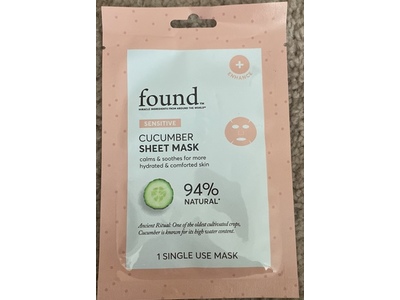 +
ENHANCE
found™
MIRACLE INGREDIENTS FROM AROUND THE WORLD®
SENSITIVE
CUCUMBER
SHEET MASK
calms & soothes for more
hydrated & comforted skin
94%
NATURAL*
Ancient Ritual: One of the oldest cultivated crops,
Cucumber is known for its high water content.
1 SINGLE USE MASK